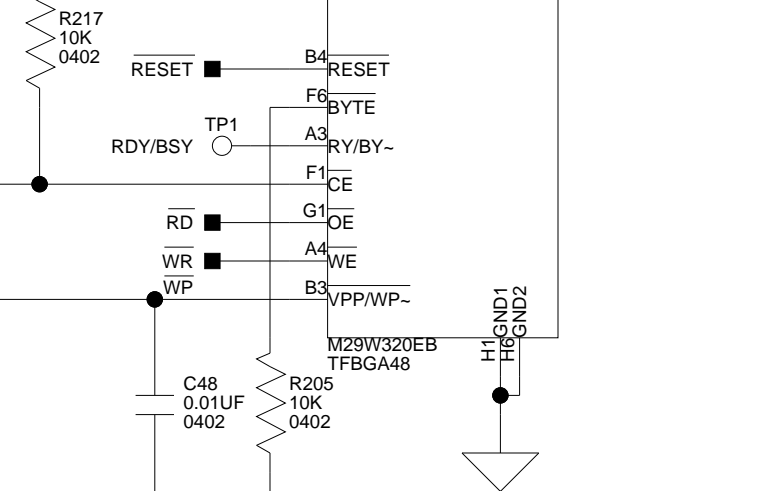 R217
10K
0402
RESET
B4
RESET
F6
BYTE
TP1
RDY/BSY
A3
RY/BY~
F1
CE
RD
G1
OE
WR
A4
WE
WP
B3
VPP/WP~
H1
GND1
H6
GND2
M29W320EB
TFBGA48
C48
0.01UF
0402
R205
10K
0402